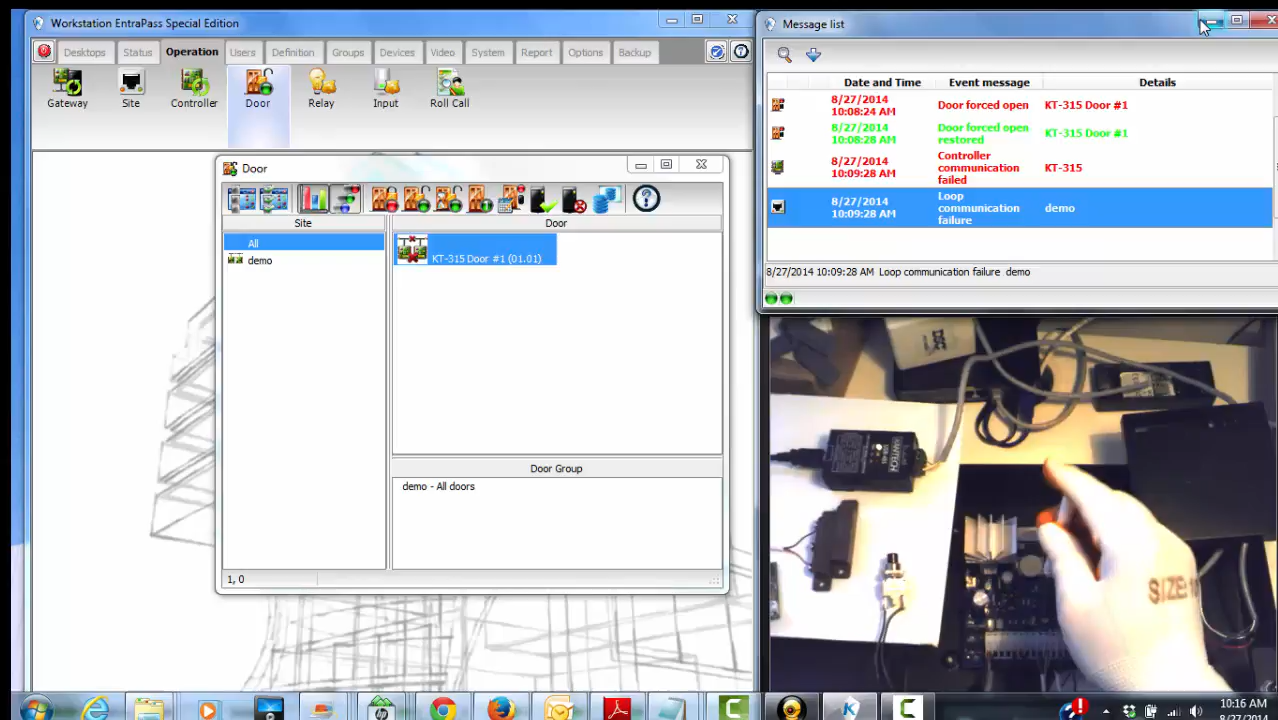 Workstation EntraPass Special Edition
Desktops Status Operation Users Definition Groups Devices Video System Report Options Backup
Gateway Site Controller Door Relay Input Roll Call
Door
Site
All
demo
Door
KT-315 Door #1 (01.01)
Door Group
demo - All doors
1, 0
Message list
Date and Time Event message Details
8/27/2014 10:08:24 AM Door forced open KT-315 Door #1
8/27/2014 10:08:28 AM Door forced open restored KT-315 Door #1
8/27/2014 10:09:28 AM Controller communication failed KT-315
8/27/2014 10:09:28 AM Loop communication failure demo
8/27/2014 10:09:28 AM Loop communication failure demo
DSC
KANTECH
SIZE:
10:16 AM
8/27/2014